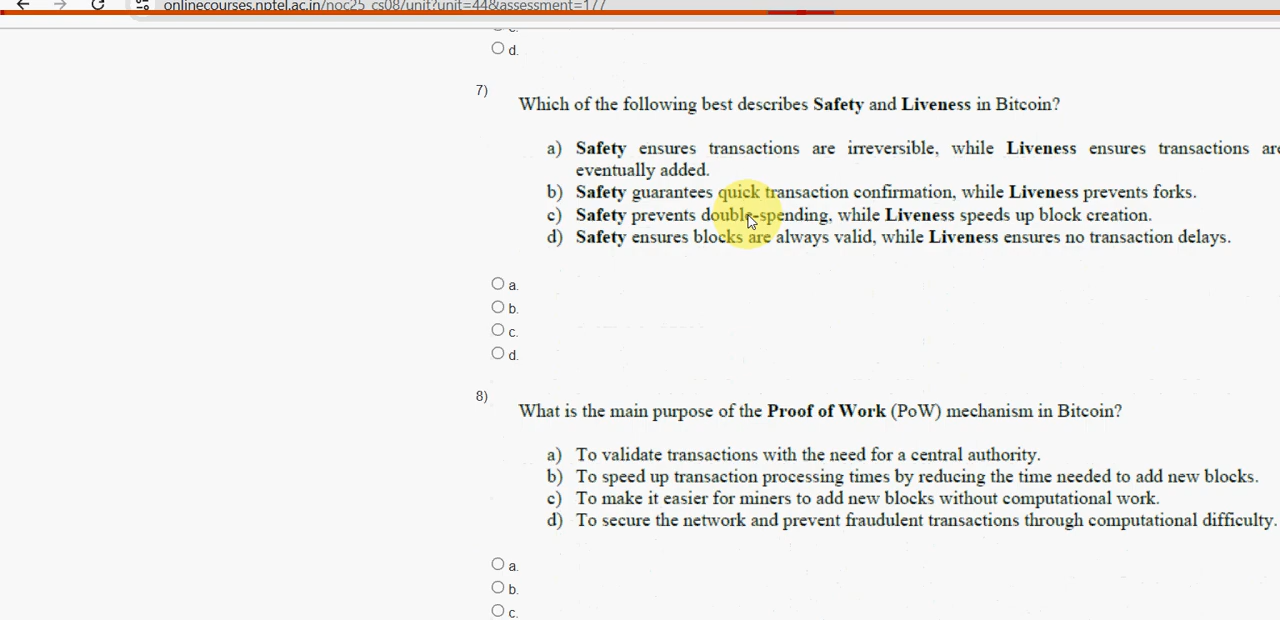 onlinecourses.nptel.ac.in/noc25_cs08/unit?unit=44&assessment=177
c.
d.
7)
Which of the following best describes Safety and Liveness in Bitcoin?
a) Safety ensures transactions are irreversible, while Liveness ensures transactions are
eventually added.
b) Safety guarantees quick transaction confirmation, while Liveness prevents forks.
c) Safety prevents double-spending, while Liveness speeds up block creation.
d) Safety ensures blocks are always valid, while Liveness ensures no transaction delays.
a.
b.
c.
d.
8)
What is the main purpose of the Proof of Work (PoW) mechanism in Bitcoin?
a) To validate transactions with the need for a central authority.
b) To speed up transaction processing times by reducing the time needed to add new blocks.
c) To make it easier for miners to add new blocks without computational work.
d) To secure the network and prevent fraudulent transactions through computational difficulty.
a.
b.
c.